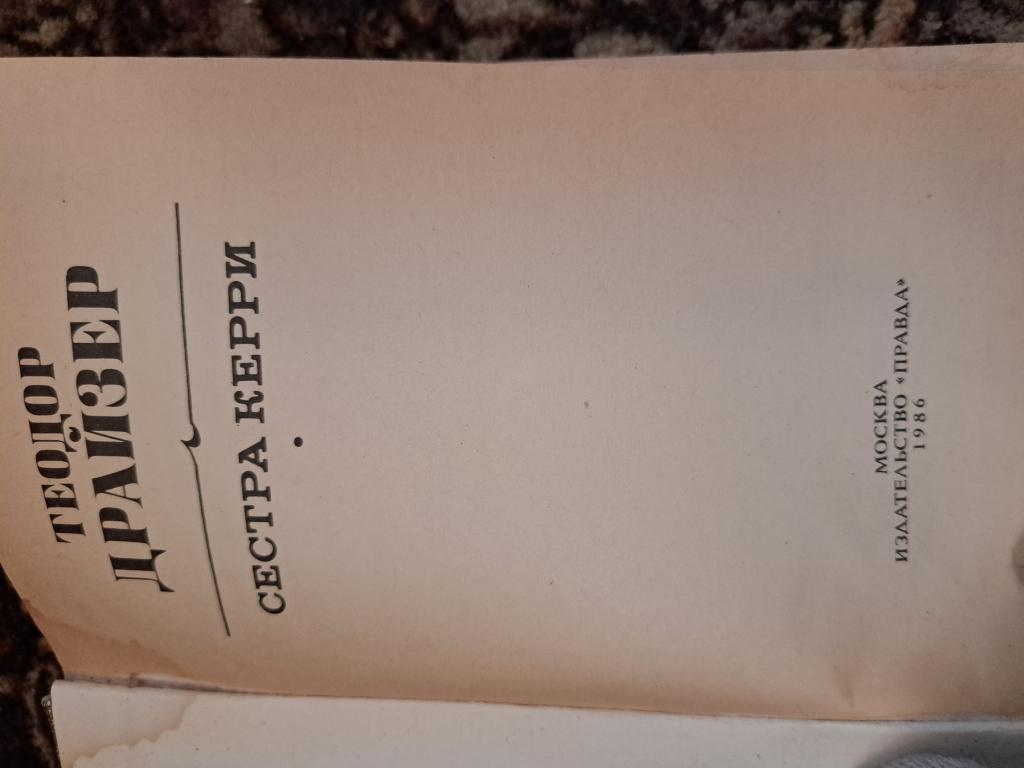 ТЕОДОР
ДРАЙЗЕР
СЕСТРА КЕРРИ
МОСКВА
ИЗДАТЕЛЬСТВО «ПРАВДА»
1986